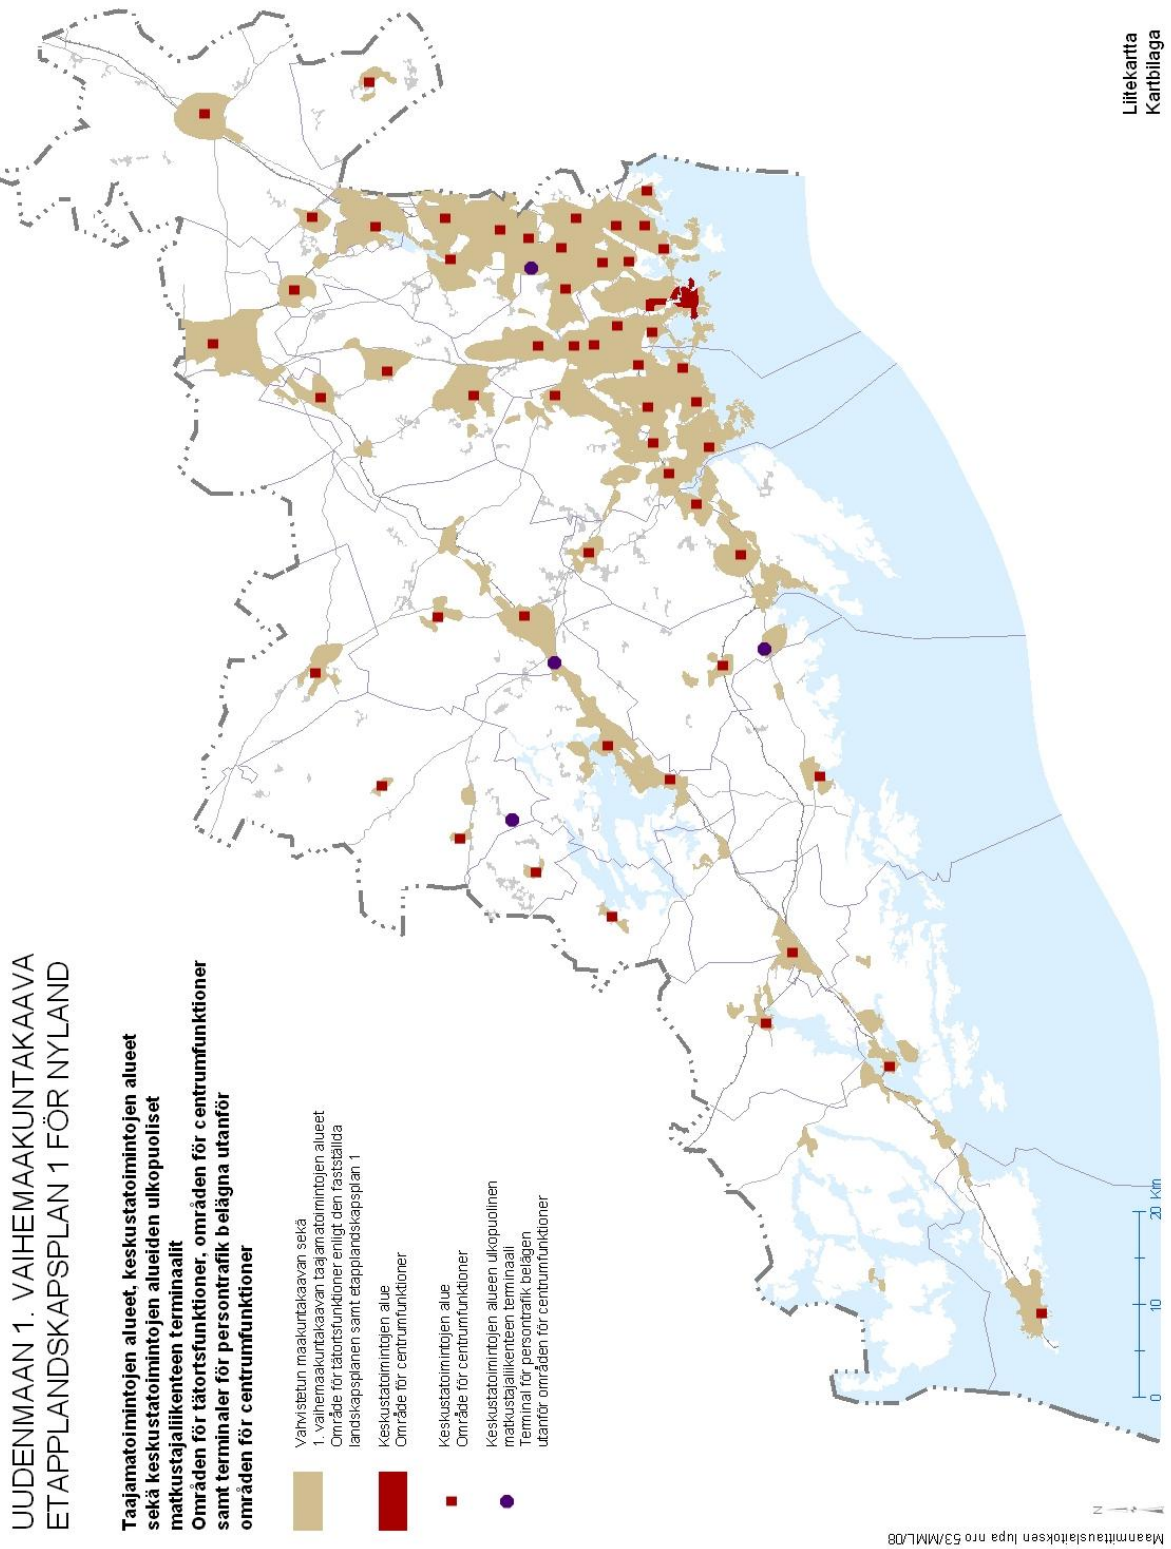 UUDENMAAN 1. VAIHEMAAKUNTAKAAVA
ETAPPLANDSKAPSPLAN 1 FÖR NYLAND
Taajamatoimintojen alueet, keskustatoimintojen alueet
sekä keskustatoimintojen alueiden ulkopuoliset
matkustajaliikenteen terminaalit
Områden för tätortsfunktioner, områden för centrumfunktioner
samt terminaler för persontrafik belägna utanför
områden för centrumfunktioner
Vahvistetun maakuntakaavan sekä
1. vaihemaakuntakaavan taajamatoimintojen alueet
Område för tätortsfunktioner enligt den fastställda
landskapsplanen samt etapplandskapsplan 1
Keskustatoimintojen alue
Område för centrumfunktioner
Keskustatoimintojen alue
Område för centrumfunktioner
Keskustatoimintojen alueen ulkopuolinen
matkustajaliikenteen terminaali
Terminal för persontrafik belägen
utanför områden för centrumfunktioner
0 10 20 Km
N
Maanmittauslaitoksen lupa nro 53/MML/08
Liitekartta
Kartbilaga